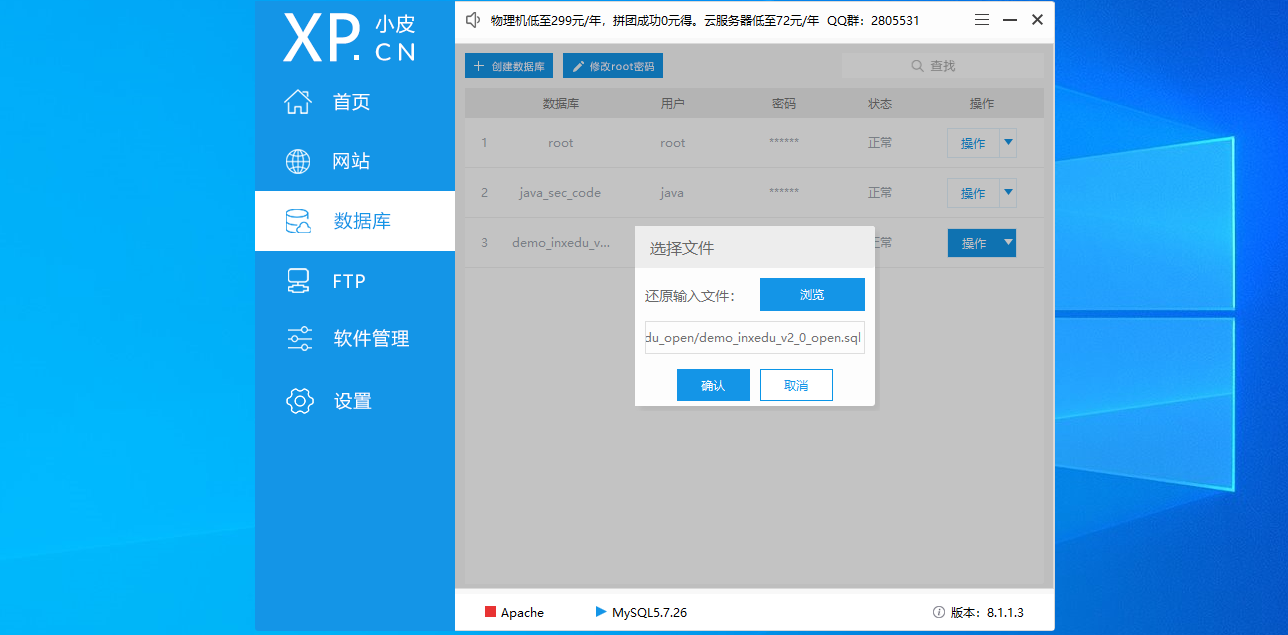 XP.CN 小皮
首页
网站
数据库
FTP
软件管理
设置
物理机低至299元/年，拼团成功0元得。云服务器低至72元/年 QQ群：2805531
创建数据库 修改root密码 查找
数据库 用户 密码 状态 操作
1 root root ****** 正常 操作
2 java_sec_code java ****** 正常 操作
3 demo_inxedu_v... 正常 操作
选择文件
还原输入文件： 浏览
du_open/demo_inxedu_v2_0_open.sql
确认 取消
Apache MySQL5.7.26 版本：8.1.1.3